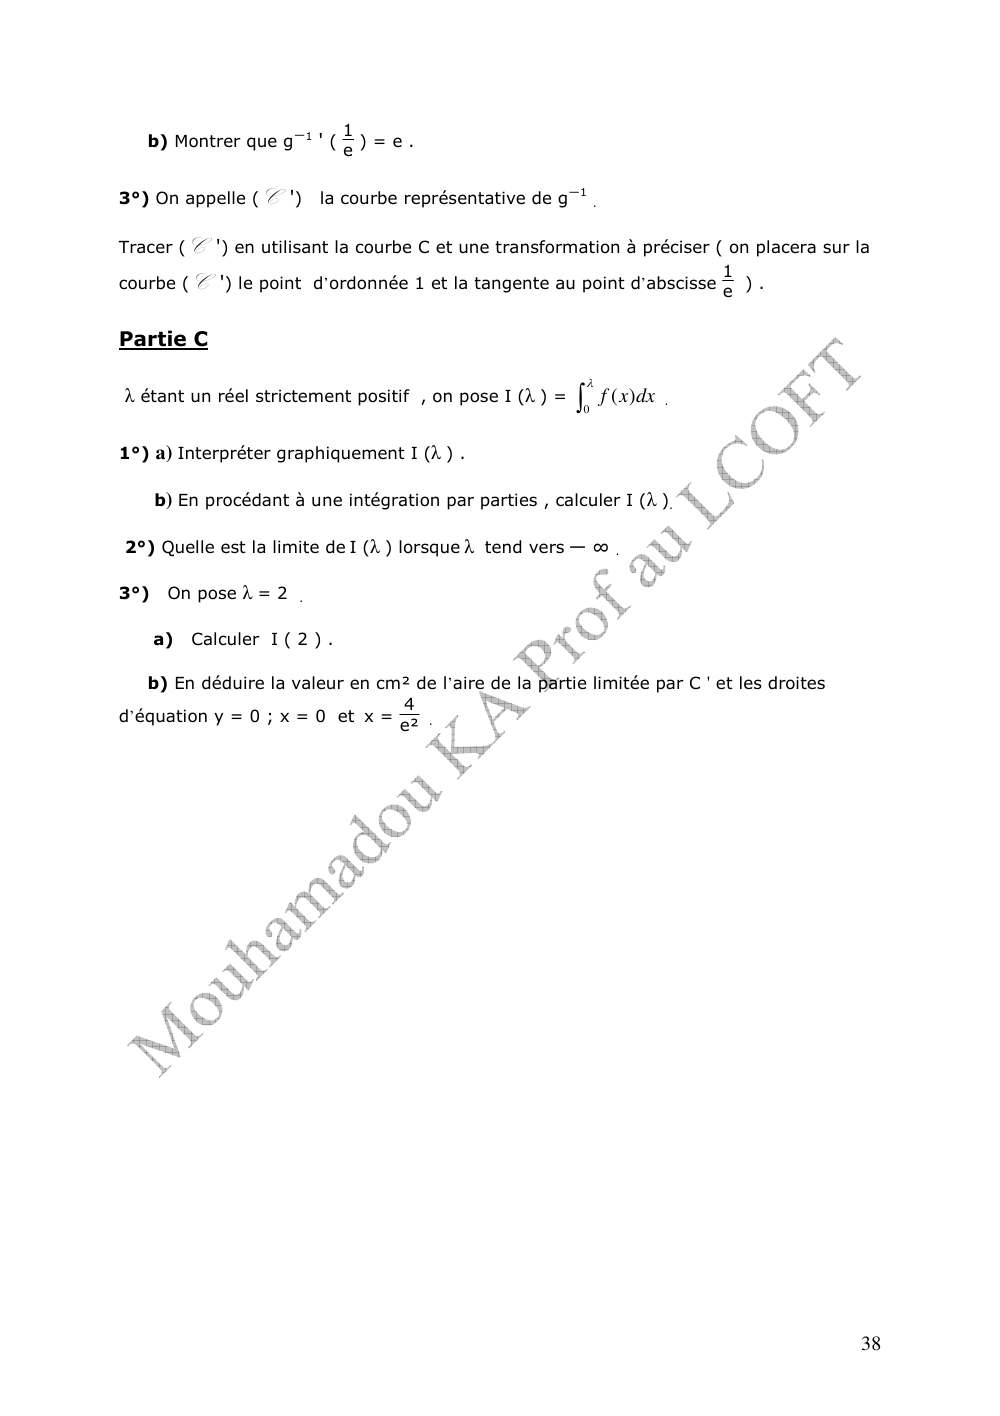 b) Montrer que g⁻¹ ' ( 1/e ) = e .
3°) On appelle ( 𝒞 ') la courbe représentative de g⁻¹ .
Tracer ( 𝒞 ') en utilisant la courbe C et une transformation à préciser ( on placera sur la
courbe ( 𝒞 ') le point d'ordonnée 1 et la tangente au point d'abscisse 1/e ) .
Partie C
λ étant un réel strictement positif , on pose I (λ ) = ∫₀^λ f (x)dx .
1°) a) Interpréter graphiquement I (λ ) .
b) En procédant à une intégration par parties , calculer I (λ ).
2°) Quelle est la limite de I (λ ) lorsque λ tend vers — ∞ .
3°) On pose λ = 2 .
a) Calculer I ( 2 ) .
b) En déduire la valeur en cm² de l'aire de la partie limitée par C ' et les droites
d'équation y = 0 ; x = 0 et x = 4/e² .
Mouhamadou KA Prof au LCOFT
38